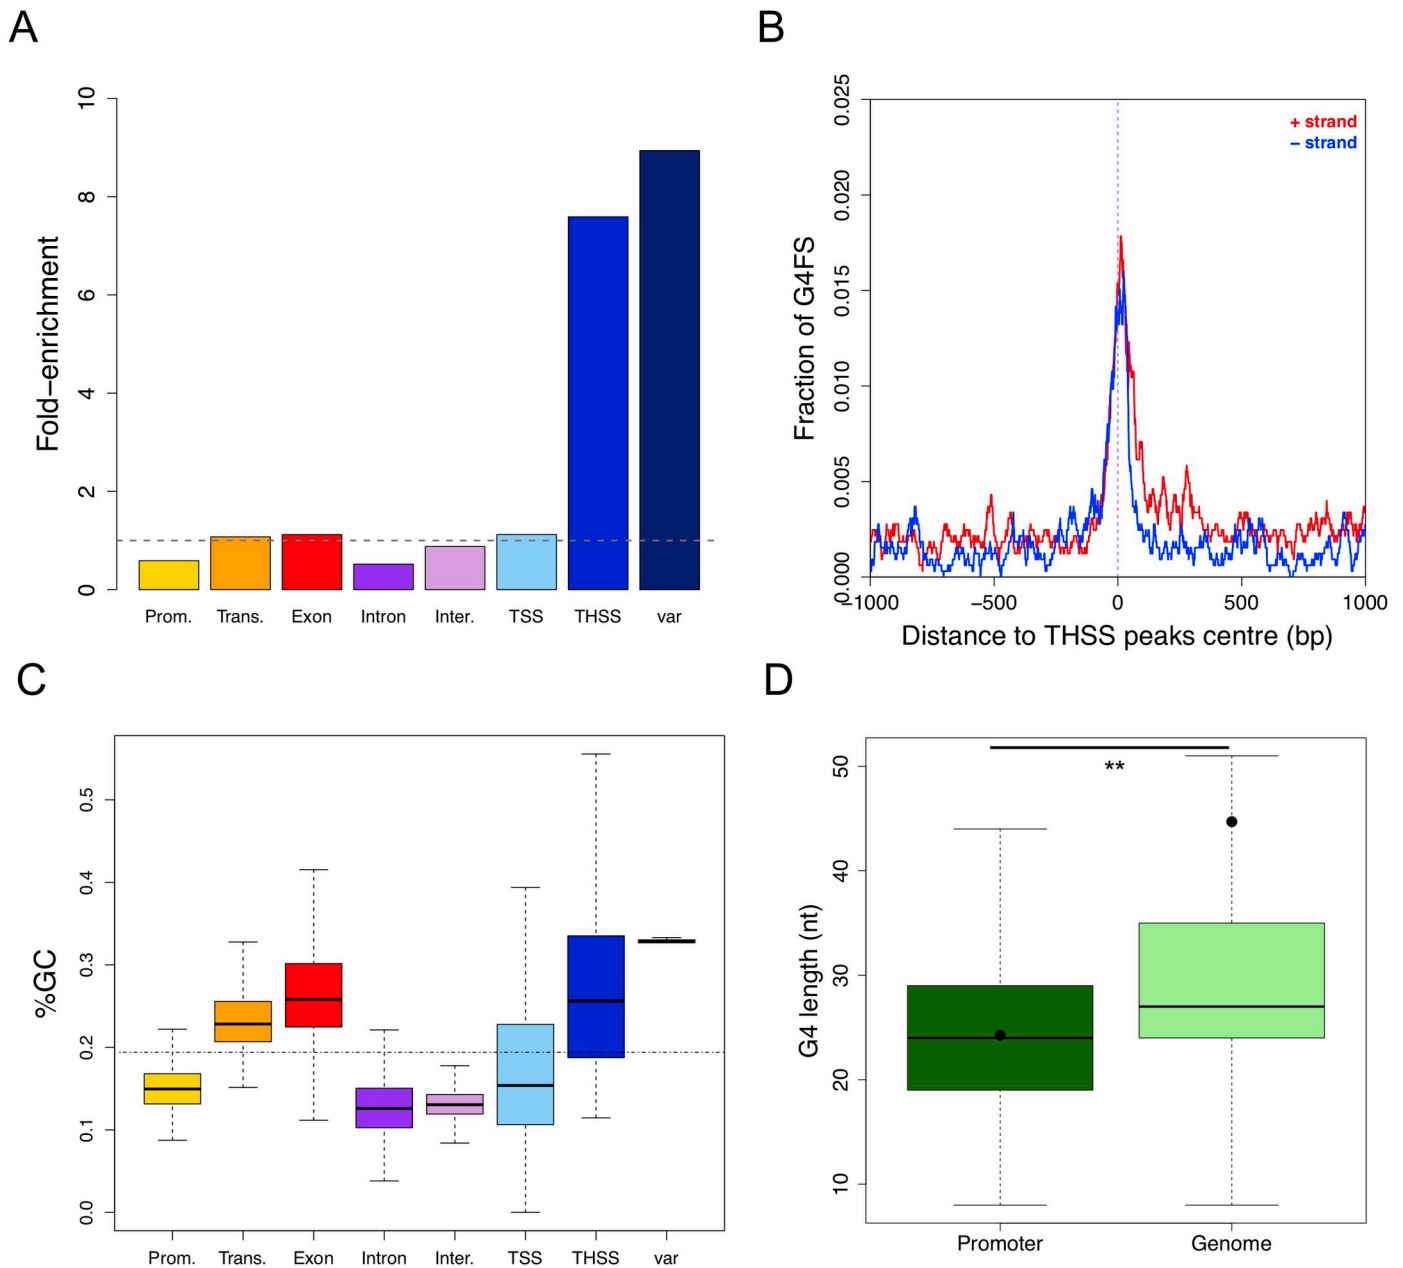 A
Fold–enrichment
10
8
6
4
2
0
Prom. Trans. Exon Intron Inter. TSS THSS var
B
Fraction of G4FS
0.025
0.020
0.015
0.010
0.005
0.000
+ strand
– strand
–1000 –500 0 500 1000
Distance to THSS peaks centre (bp)
C
%GC
0.5
0.4
0.3
0.2
0.1
0.0
Prom. Trans. Exon Intron Inter. TSS THSS var
D
G4 length (nt)
50
40
30
20
10
**
Promoter Genome